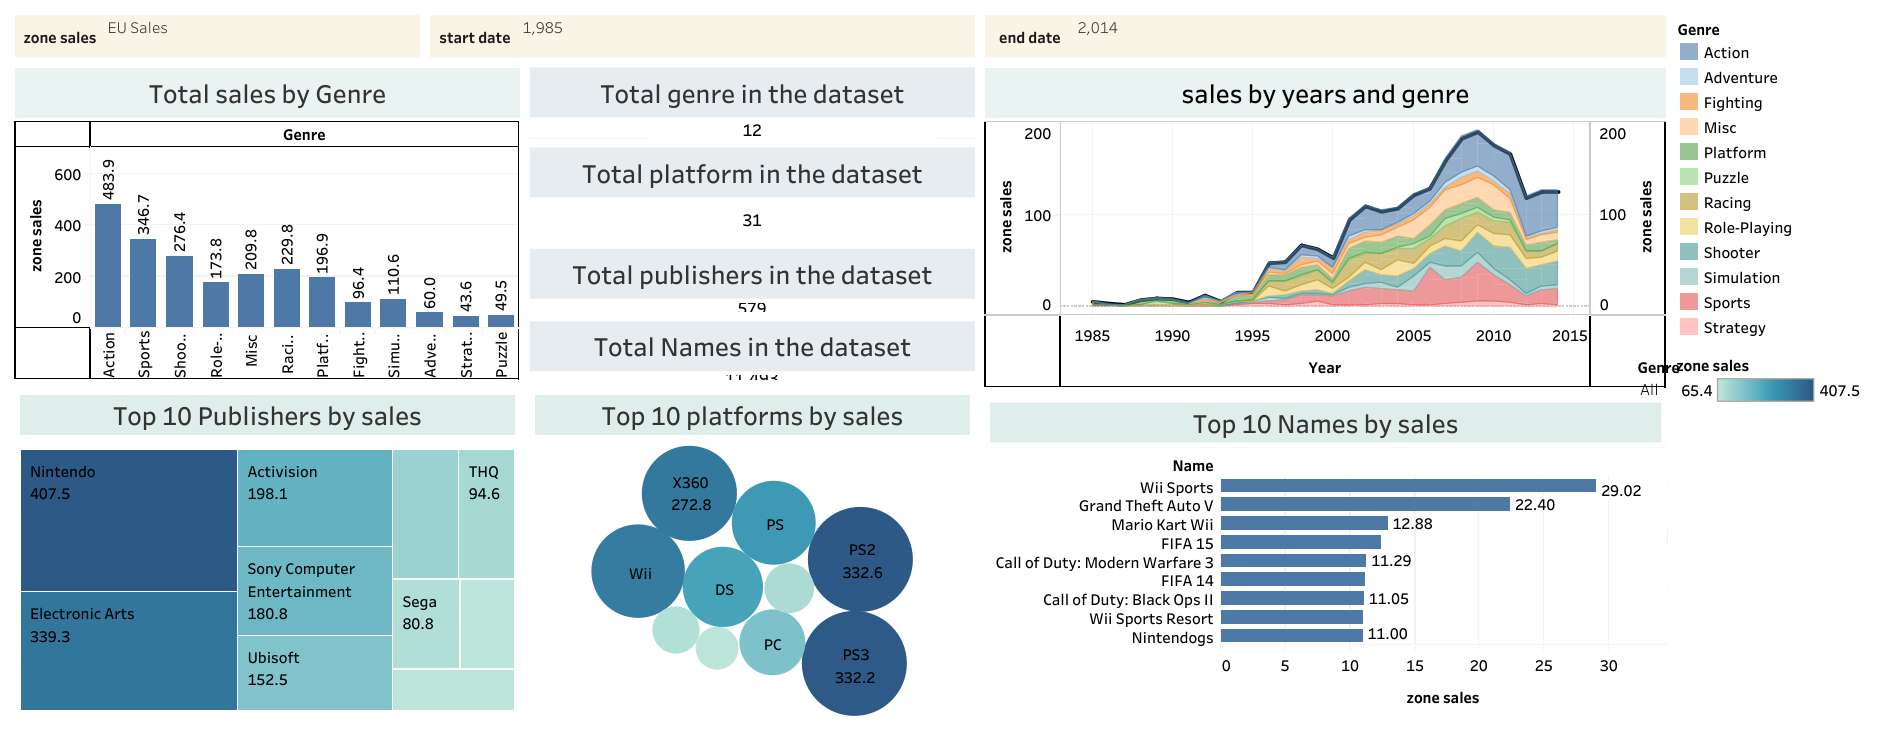 zone sales EU Sales
start date 1,985
end date 2,014
Total sales by Genre
Genre
zone sales
600
400
200
0
483.9
346.7
276.4
173.8
209.8
229.8
196.9
96.4
110.6
60.0
43.6
49.5
Action
Sports
Shoo..
Role-..
Misc
Raci..
Platf..
Fight..
Simu..
Adve..
Strat..
Puzzle
Total genre in the dataset
12
Total platform in the dataset
31
Total publishers in the dataset
579
Total Names in the dataset
sales by years and genre
zone sales
200
100
0
200
100
0
zone sales
1985
1990
1995
2000
2005
2010
2015
Year
Genre
Action
Adventure
Fighting
Misc
Platform
Puzzle
Racing
Role-Playing
Shooter
Simulation
Sports
Strategy
Genre
All
zone sales
65.4
407.5
Top 10 Publishers by sales
Nintendo
407.5
Electronic Arts
339.3
Activision
198.1
Sony Computer
Entertainment
180.8
Ubisoft
152.5
THQ
94.6
Sega
80.8
Top 10 platforms by sales
X360
272.8
PS
PS2
332.6
Wii
DS
PC
PS3
332.2
Top 10 Names by sales
Name
Wii Sports
29.02
Grand Theft Auto V
22.40
Mario Kart Wii
12.88
FIFA 15
Call of Duty: Modern Warfare 3
11.29
FIFA 14
Call of Duty: Black Ops II
11.05
Wii Sports Resort
Nintendogs
11.00
0
5
10
15
20
25
30
zone sales